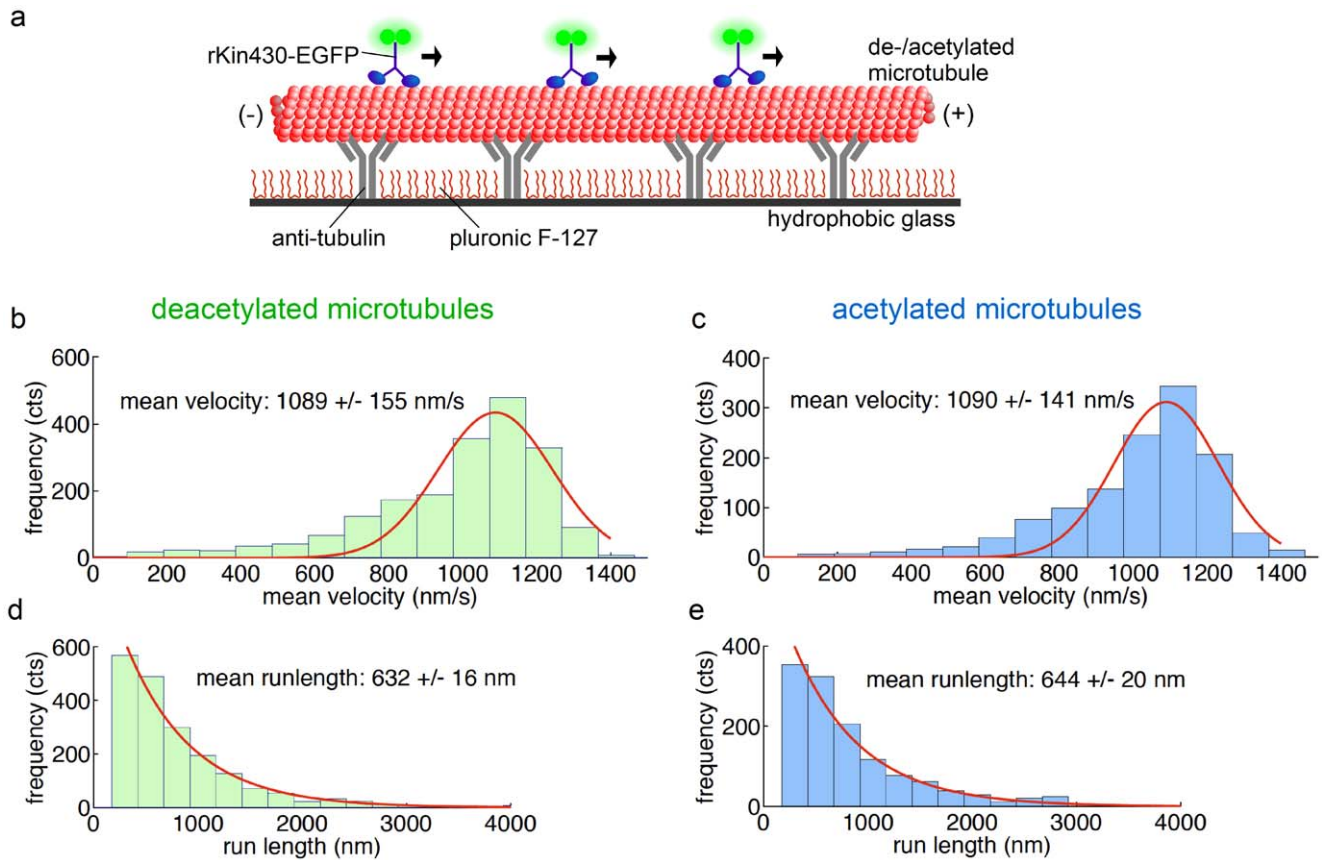 a
rKin430-EGFP
de-/acetylated
microtubule
(-)
(+)
hydrophobic glass
anti-tubulin
pluronic F-127
deacetylated microtubules
acetylated microtubules
b
600
400
200
0
frequency (cts)
mean velocity: 1089 +/- 155 nm/s
0 200 400 600 800 1000 1200 1400
mean velocity (nm/s)
c
400
300
200
100
0
frequency (cts)
mean velocity: 1090 +/- 141 nm/s
0 200 400 600 800 1000 1200 1400
mean velocity (nm/s)
d
600
400
200
0
frequency (cts)
mean runlength: 632 +/- 16 nm
0 1000 2000 3000 4000
run length (nm)
e
400
200
0
frequency (cts)
mean runlength: 644 +/- 20 nm
0 1000 2000 3000 4000
run length (nm)